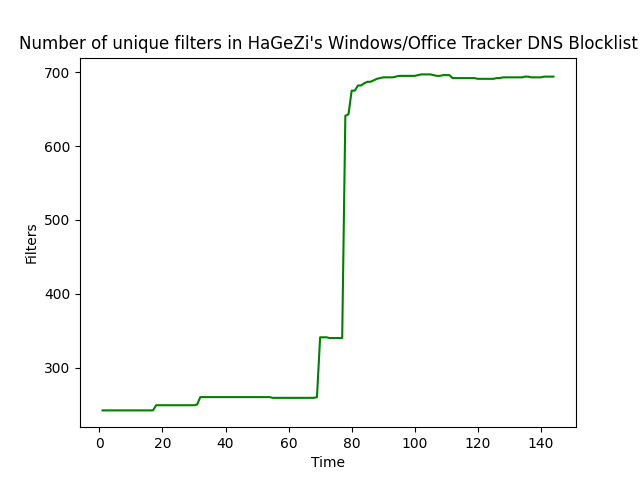 Number of unique filters in HaGeZi's Windows/Office Tracker DNS Blocklist
700
600
500
400
300
Filters
0 20 40 60 80 100 120 140
Time